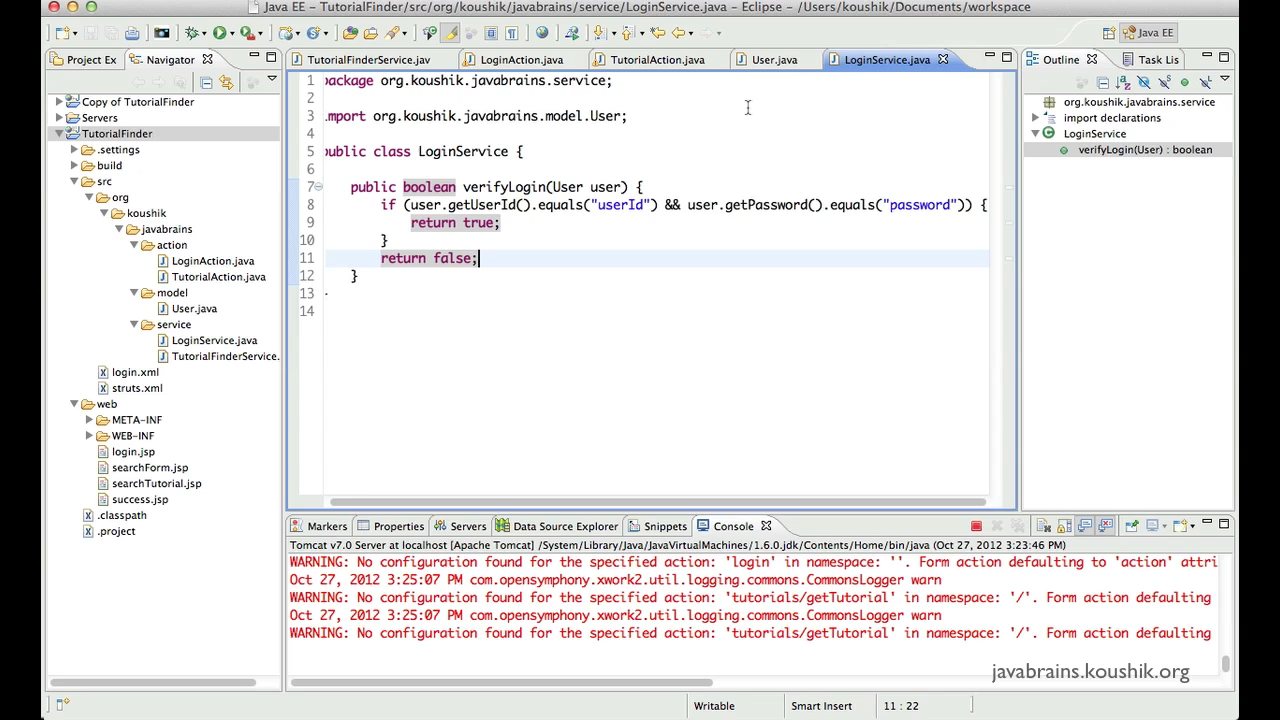 Java EE - TutorialFinder/src/org/koushik/javabrains/service/LoginService.java - Eclipse - /Users/koushik/Documents/workspace
Java EE
Project Ex
Navigator
Copy of TutorialFinder
Servers
TutorialFinder
.settings
build
src
org
koushik
javabrains
action
LoginAction.java
TutorialAction.java
model
User.java
service
LoginService.java
TutorialFinderService.
login.xml
struts.xml
web
META-INF
WEB-INF
login.jsp
searchForm.jsp
searchTutorial.jsp
success.jsp
.classpath
.project
TutorialFinderService.jav
LoginAction.java
TutorialAction.java
User.java
LoginService.java
1 package org.koushik.javabrains.service;
2
3 import org.koushik.javabrains.model.User;
4
5 public class LoginService {
6
7 public boolean verifyLogin(User user) {
8 if (user.getUserId().equals("userId") && user.getPassword().equals("password")) {
9 return true;
10 }
11 return false;
12 }
13
14
Outline
Task Lis
org.koushik.javabrains.service
import declarations
LoginService
verifyLogin(User) : boolean
Markers
Properties
Servers
Data Source Explorer
Snippets
Console
Tomcat v7.0 Server at localhost [Apache Tomcat] /System/Library/Java/JavaVirtualMachines/1.6.0.jdk/Contents/Home/bin/java (Oct 27, 2012 3:23:46 PM)
WARNING: No configuration found for the specified action: 'login' in namespace: ''. Form action defaulting to 'action' attri
Oct 27, 2012 3:25:07 PM com.opensymphony.xwork2.util.logging.commons.CommonsLogger warn
WARNING: No configuration found for the specified action: 'tutorials/getTutorial' in namespace: '/'. Form action defaulting
Oct 27, 2012 3:25:07 PM com.opensymphony.xwork2.util.logging.commons.CommonsLogger warn
WARNING: No configuration found for the specified action: 'tutorials/getTutorial' in namespace: '/'. Form action defaulting
javabrains.koushik.org
Writable
Smart Insert
11 : 22